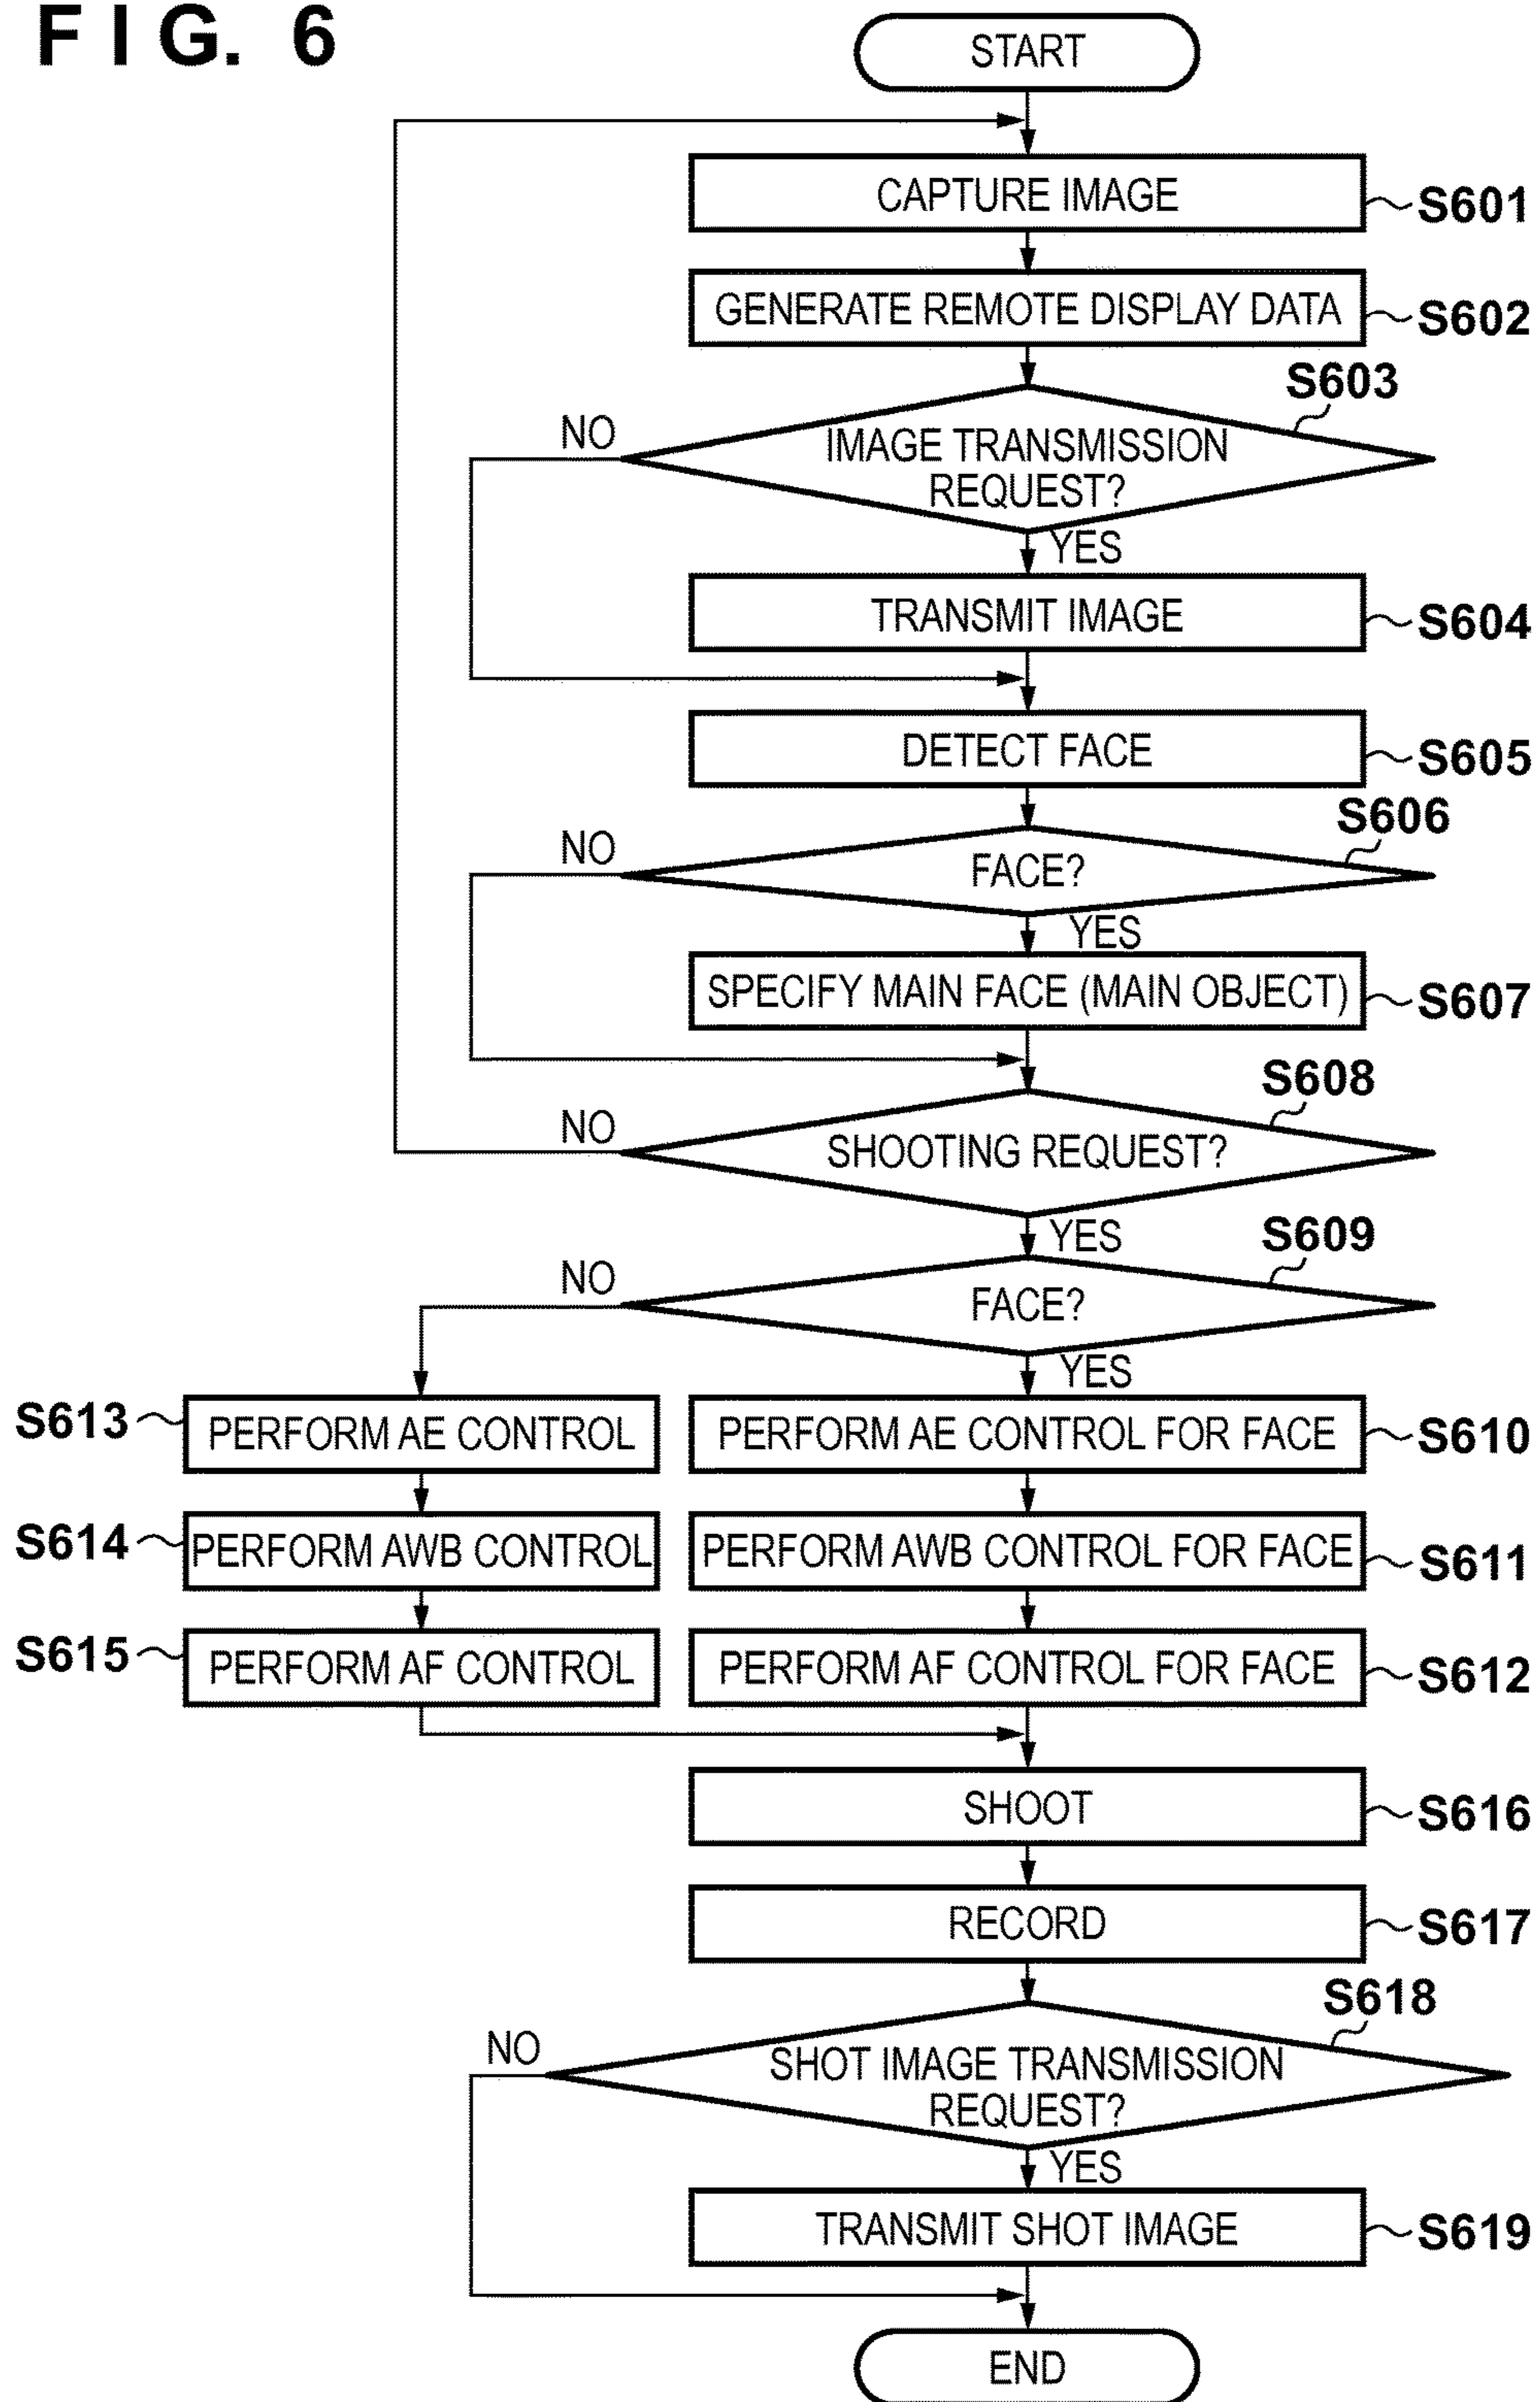 FIG. 6
START
CAPTURE IMAGE
S601
GENERATE REMOTE DISPLAY DATA
S602
S603
NO
IMAGE TRANSMISSION
REQUEST?
YES
TRANSMIT IMAGE
S604
DETECT FACE
S605
S606
NO
FACE?
YES
SPECIFY MAIN FACE (MAIN OBJECT)
S607
S608
NO
SHOOTING REQUEST?
YES
S609
NO
FACE?
YES
S613
PERFORM AE CONTROL
PERFORM AE CONTROL FOR FACE
S610
S614
PERFORM AWB CONTROL
PERFORM AWB CONTROL FOR FACE
S611
S615
PERFORM AF CONTROL
PERFORM AF CONTROL FOR FACE
S612
SHOOT
S616
RECORD
S617
S618
NO
SHOT IMAGE TRANSMISSION
REQUEST?
YES
TRANSMIT SHOT IMAGE
S619
END